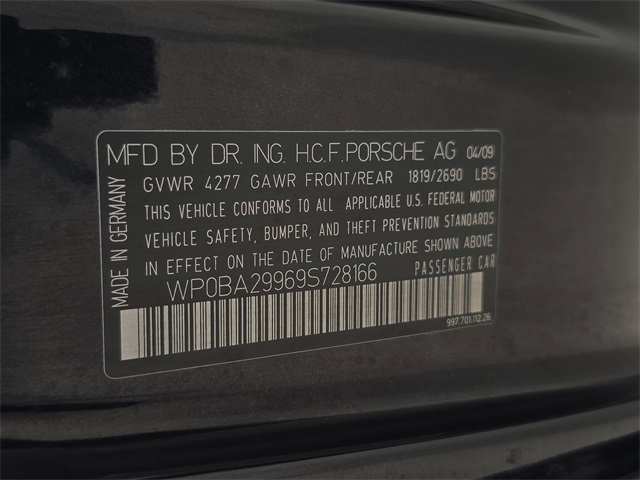 MFD BY DR. ING. H.C.F.PORSCHE AG 04/09
GVWR 4277 GAWR FRONT/REAR 1819/2690 LBS
THIS VEHICLE CONFORMS TO ALL APPLICABLE U.S. FEDERAL MOTOR
VEHICLE SAFETY, BUMPER, AND THEFT PREVENTION STANDARDS
IN EFFECT ON THE DATE OF MANUFACTURE SHOWN ABOVE
WP0BA29969S728166 PASSENGER CAR
997.701.112.26
MADE IN GERMANY